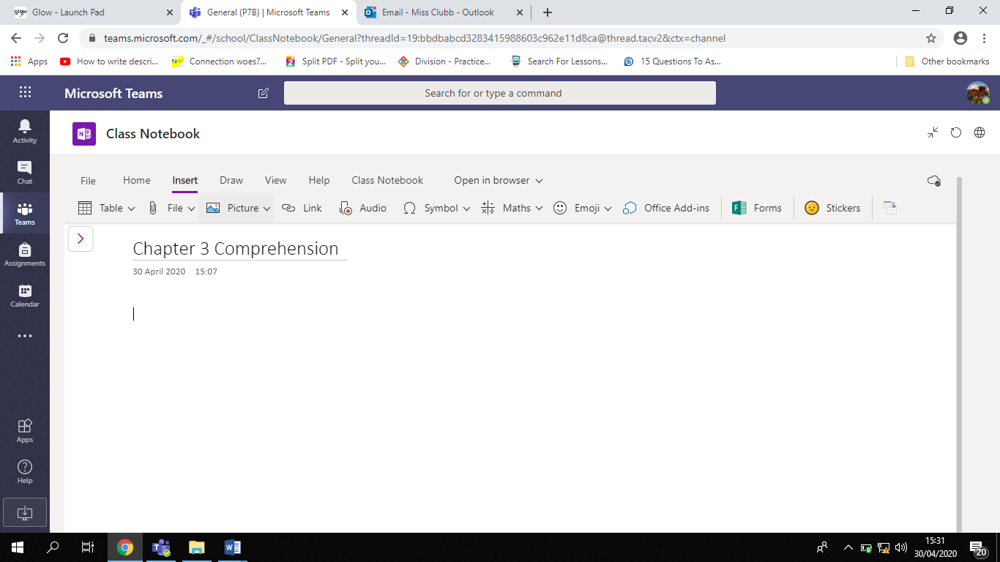 glow Glow - Launch Pad
General (P7B) | Microsoft Teams
Email - Miss Clubb - Outlook
teams.microsoft.com/_#/school/ClassNotebook/General?threadId=19:bbdbabcd3283415988603c962e11d8ca@thread.tacv2&ctx=channel
Apps How to write descri... Connection woes?... Split PDF - Split you... Division - Practice... Search For Lessons... 15 Questions To As... Other bookmarks
Microsoft Teams
Search for or type a command
Activity
Chat
Teams
Assignments
Calendar
Apps
Help
Class Notebook
File Home Insert Draw View Help Class Notebook Open in browser
Table File Picture Link Audio Symbol Maths Emoji Office Add-ins Forms Stickers
Chapter 3 Comprehension
30 April 2020 15:07
15:31
30/04/2020
20